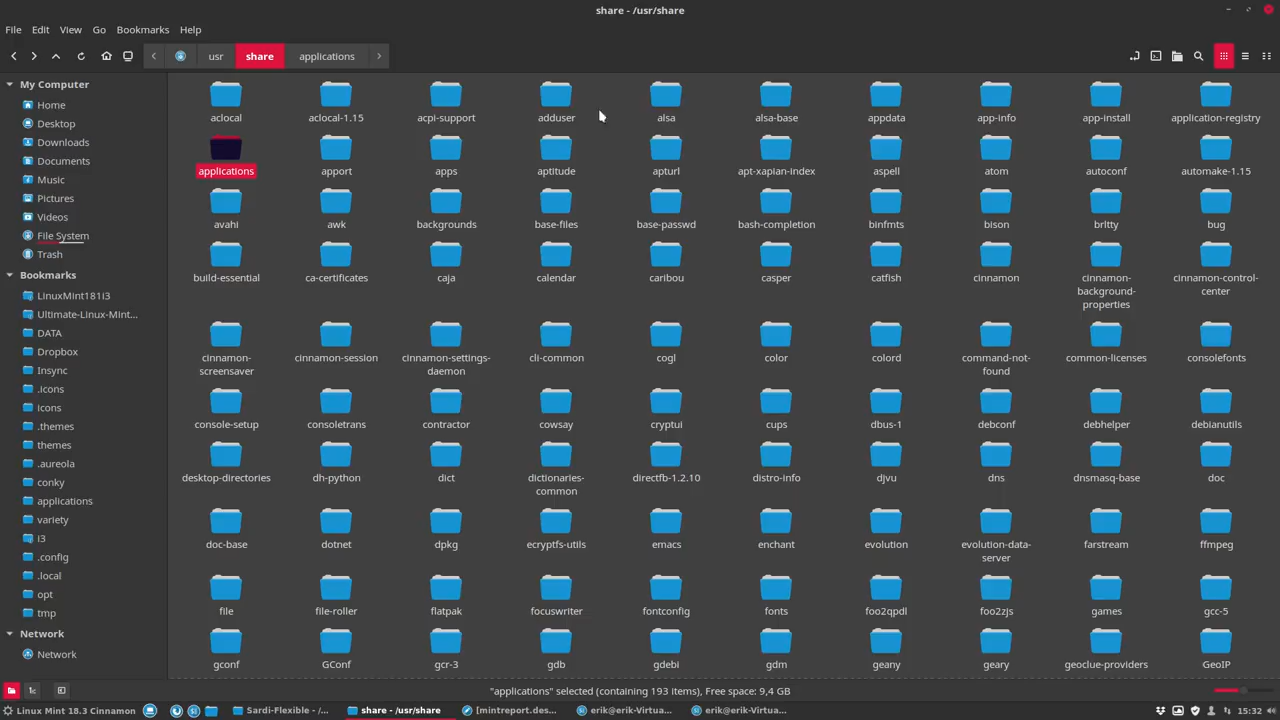 share - /usr/share
File Edit View Go Bookmarks Help
usr share applications
My Computer
Home
Desktop
Downloads
Documents
Music
Pictures
Videos
File System
Trash
Bookmarks
LinuxMint181i3
Ultimate-Linux-Mint...
DATA
Dropbox
Insync
.icons
icons
.themes
themes
.aureola
conky
applications
variety
i3
.config
.local
opt
tmp
Network
Network
aclocal aclocal-1.15 acpi-support adduser alsa alsa-base appdata app-info app-install application-registry
applications apport apps aptitude apturl apt-xapian-index aspell atom autoconf automake-1.15
avahi awk backgrounds base-files base-passwd bash-completion binfmts bison brltty bug
build-essential ca-certificates caja calendar caribou casper catfish cinnamon cinnamon-background-properties cinnamon-control-center
cinnamon-screensaver cinnamon-session cinnamon-settings-daemon cli-common cogl color colord command-not-found common-licenses consolefonts
console-setup consoletrans contractor cowsay cryptui cups dbus-1 debconf debhelper debianutils
desktop-directories dh-python dict dictionaries-common directfb-1.2.10 distro-info djvu dns dnsmasq-base doc
doc-base dotnet dpkg ecryptfs-utils emacs enchant evolution evolution-data-server farstream ffmpeg
file file-roller flatpak focuswriter fontconfig fonts foo2qpdl foo2zjs games gcc-5
gconf GConf gcr-3 gdb gdebi gdm geany geary geoclue-providers GeoIP
"applications" selected (containing 193 items), Free space: 9,4 GB
Linux Mint 18.3 Cinnamon Sardi-Flexible - /... share - /usr/share [mintreport.des... erik@erik-Virtua... erik@erik-Virtua... 15:32